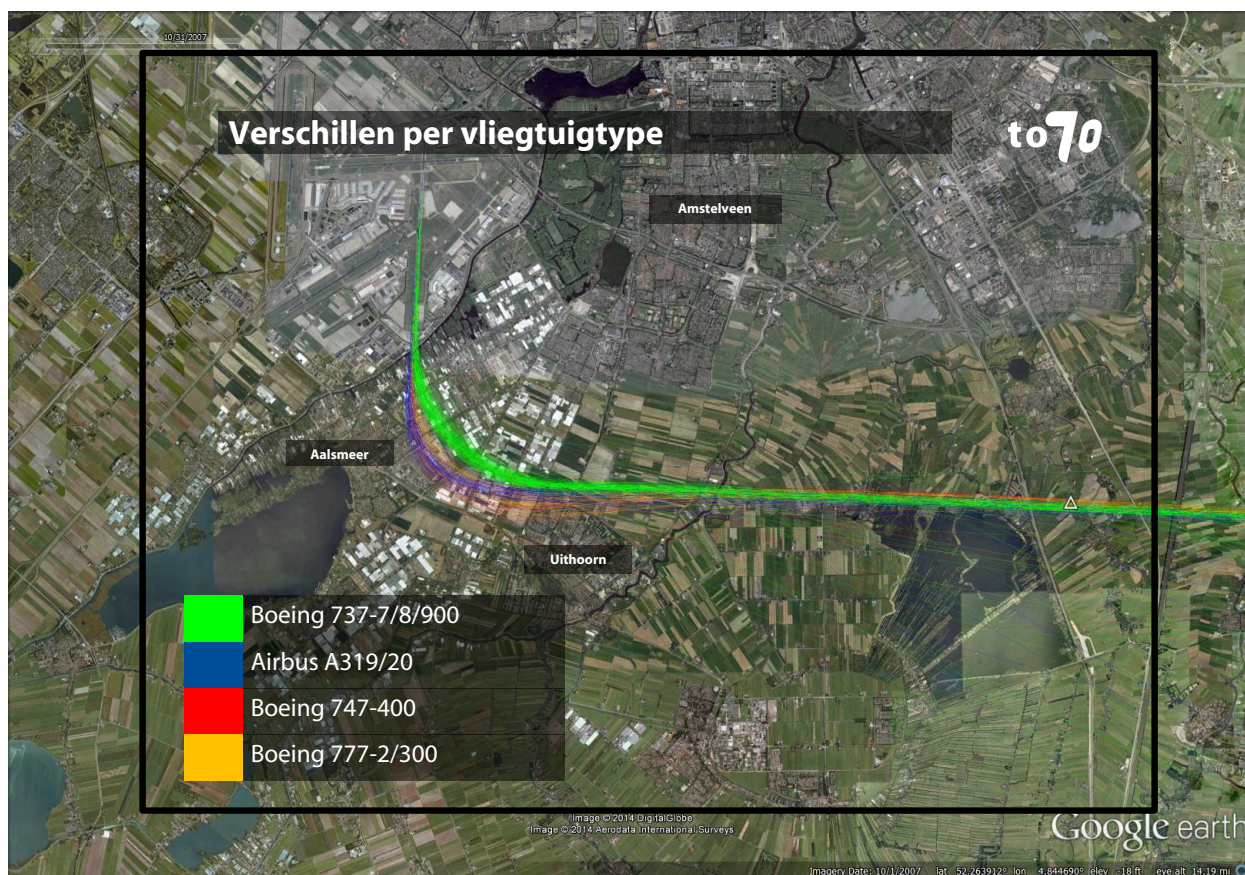 10/31/2007
Verschillen per vliegtuigtype
to70
Amstelveen
Aalsmeer
Uithoorn
Boeing 737-7/8/900
Airbus A319/20
Boeing 747-400
Boeing 777-2/300
Image © 2014 DigitalGlobe
Image © 2014 Aerodata International Surveys
Google earth
Imagery Date: 10/1/2007 lat 52.263912° lon 4.844690° elev -18 ft eye alt 14.19 mi